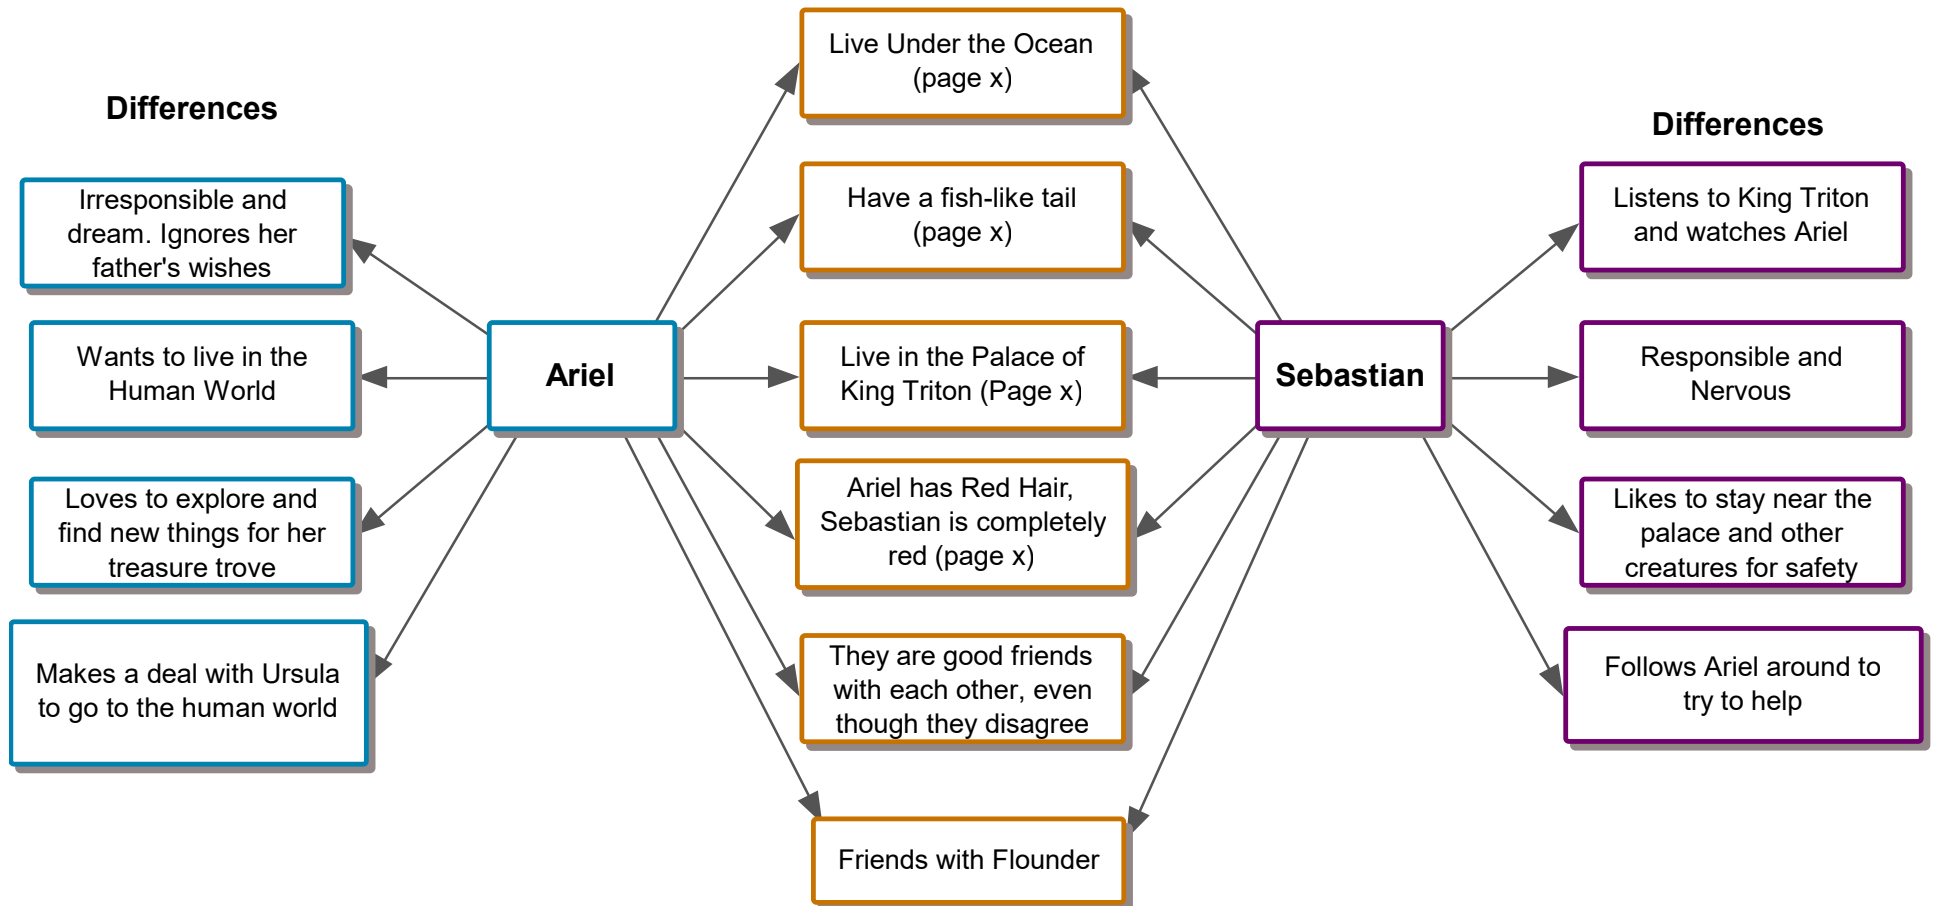 Differences
Irresponsible and
dream. Ignores her
father's wishes
Wants to live in the
Human World
Loves to explore and
find new things for her
treasure trove
Makes a deal with Ursula
to go to the human world
Ariel
Live Under the Ocean
(page x)
Have a fish-like tail
(page x)
Live in the Palace of
King Triton (Page x)
Ariel has Red Hair,
Sebastian is completely
red (page x)
They are good friends
with each other, even
though they disagree
Friends with Flounder
Sebastian
Differences
Listens to King Triton
and watches Ariel
Responsible and
Nervous
Likes to stay near the
palace and other
creatures for safety
Follows Ariel around to
try to help